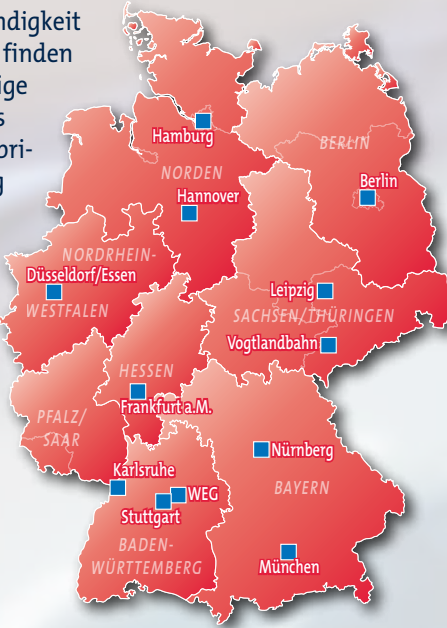 ndigkeit
finden
ige
s
bri-
g
Hamburg
NORDEN
Hannover
BERLIN
Berlin
NORDRHEIN-
Düsseldorf/Essen
WESTFALEN
Leipzig
SACHSEN/THÜRINGEN
Vogtlandbahn
HESSEN
Frankfurt a.M.
PFALZ/
SAAR
Karlsruhe
WEG
Stuttgart
BADEN-
WÜRTTEMBERG
Nürnberg
BAYERN
München